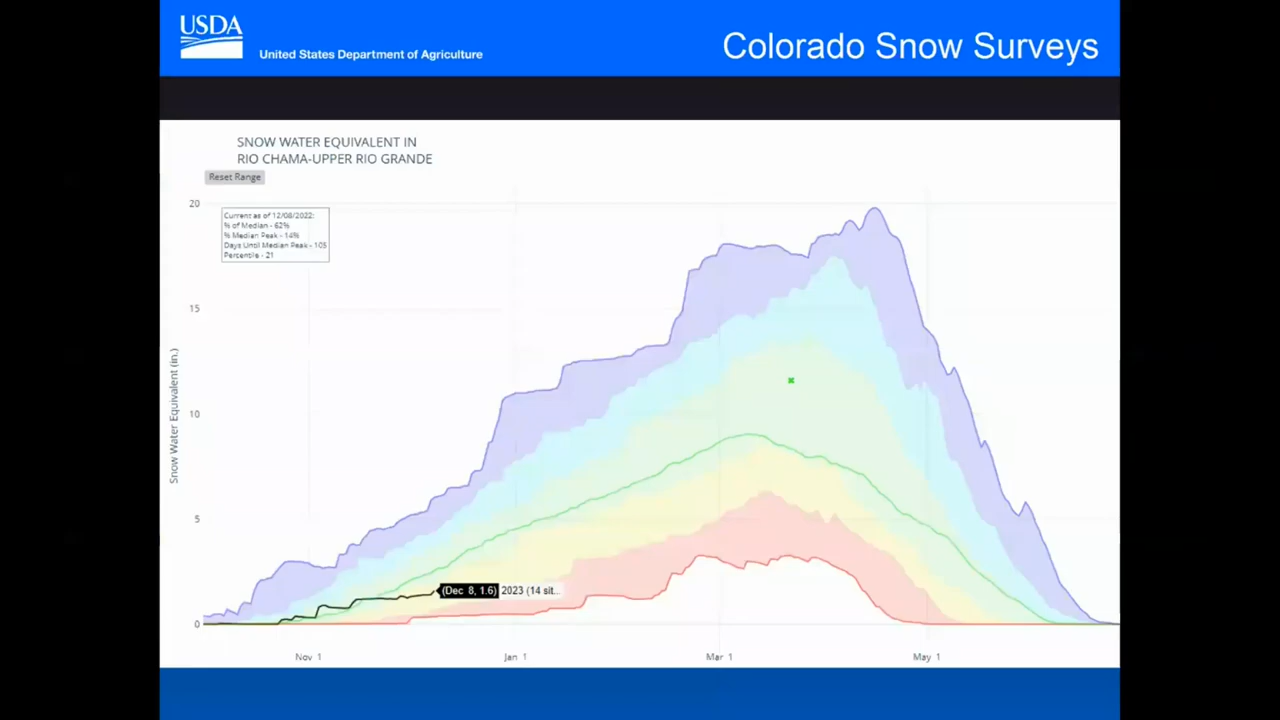 USDA
United States Department of Agriculture
Colorado Snow Surveys
SNOW WATER EQUIVALENT IN
RIO CHAMA-UPPER RIO GRANDE
Reset Range
Current as of 12/08/2022:
% of Median - 62%
% Median Peak - 14%
Days Until Median Peak - 105
Percentile - 21
Snow Water Equivalent (in.)
20
15
10
5
0
(Dec 8, 1.6) 2023 (14 sit...
Nov 1
Jan 1
Mar 1
May 1